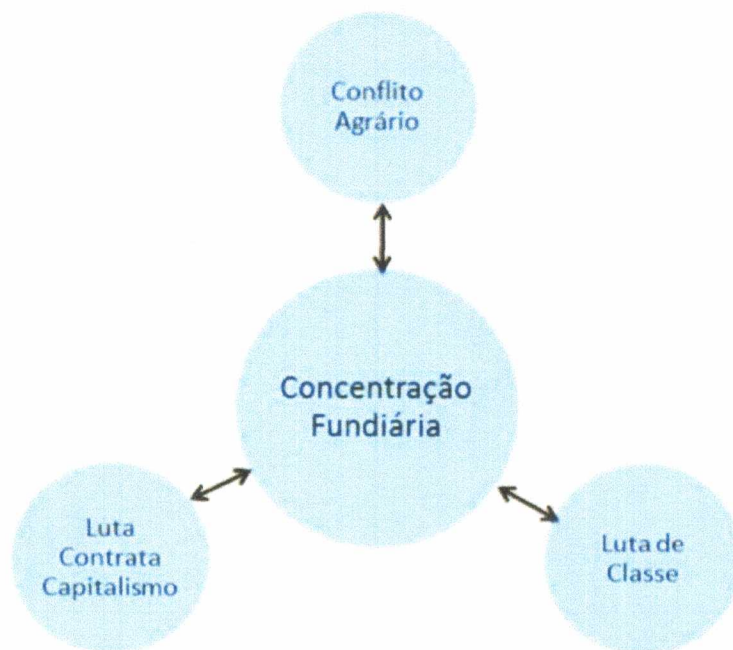 Conflito
Agrário
Concentração
Fundiária
Luta
Contrata
Capitalismo
Luta de
Classe